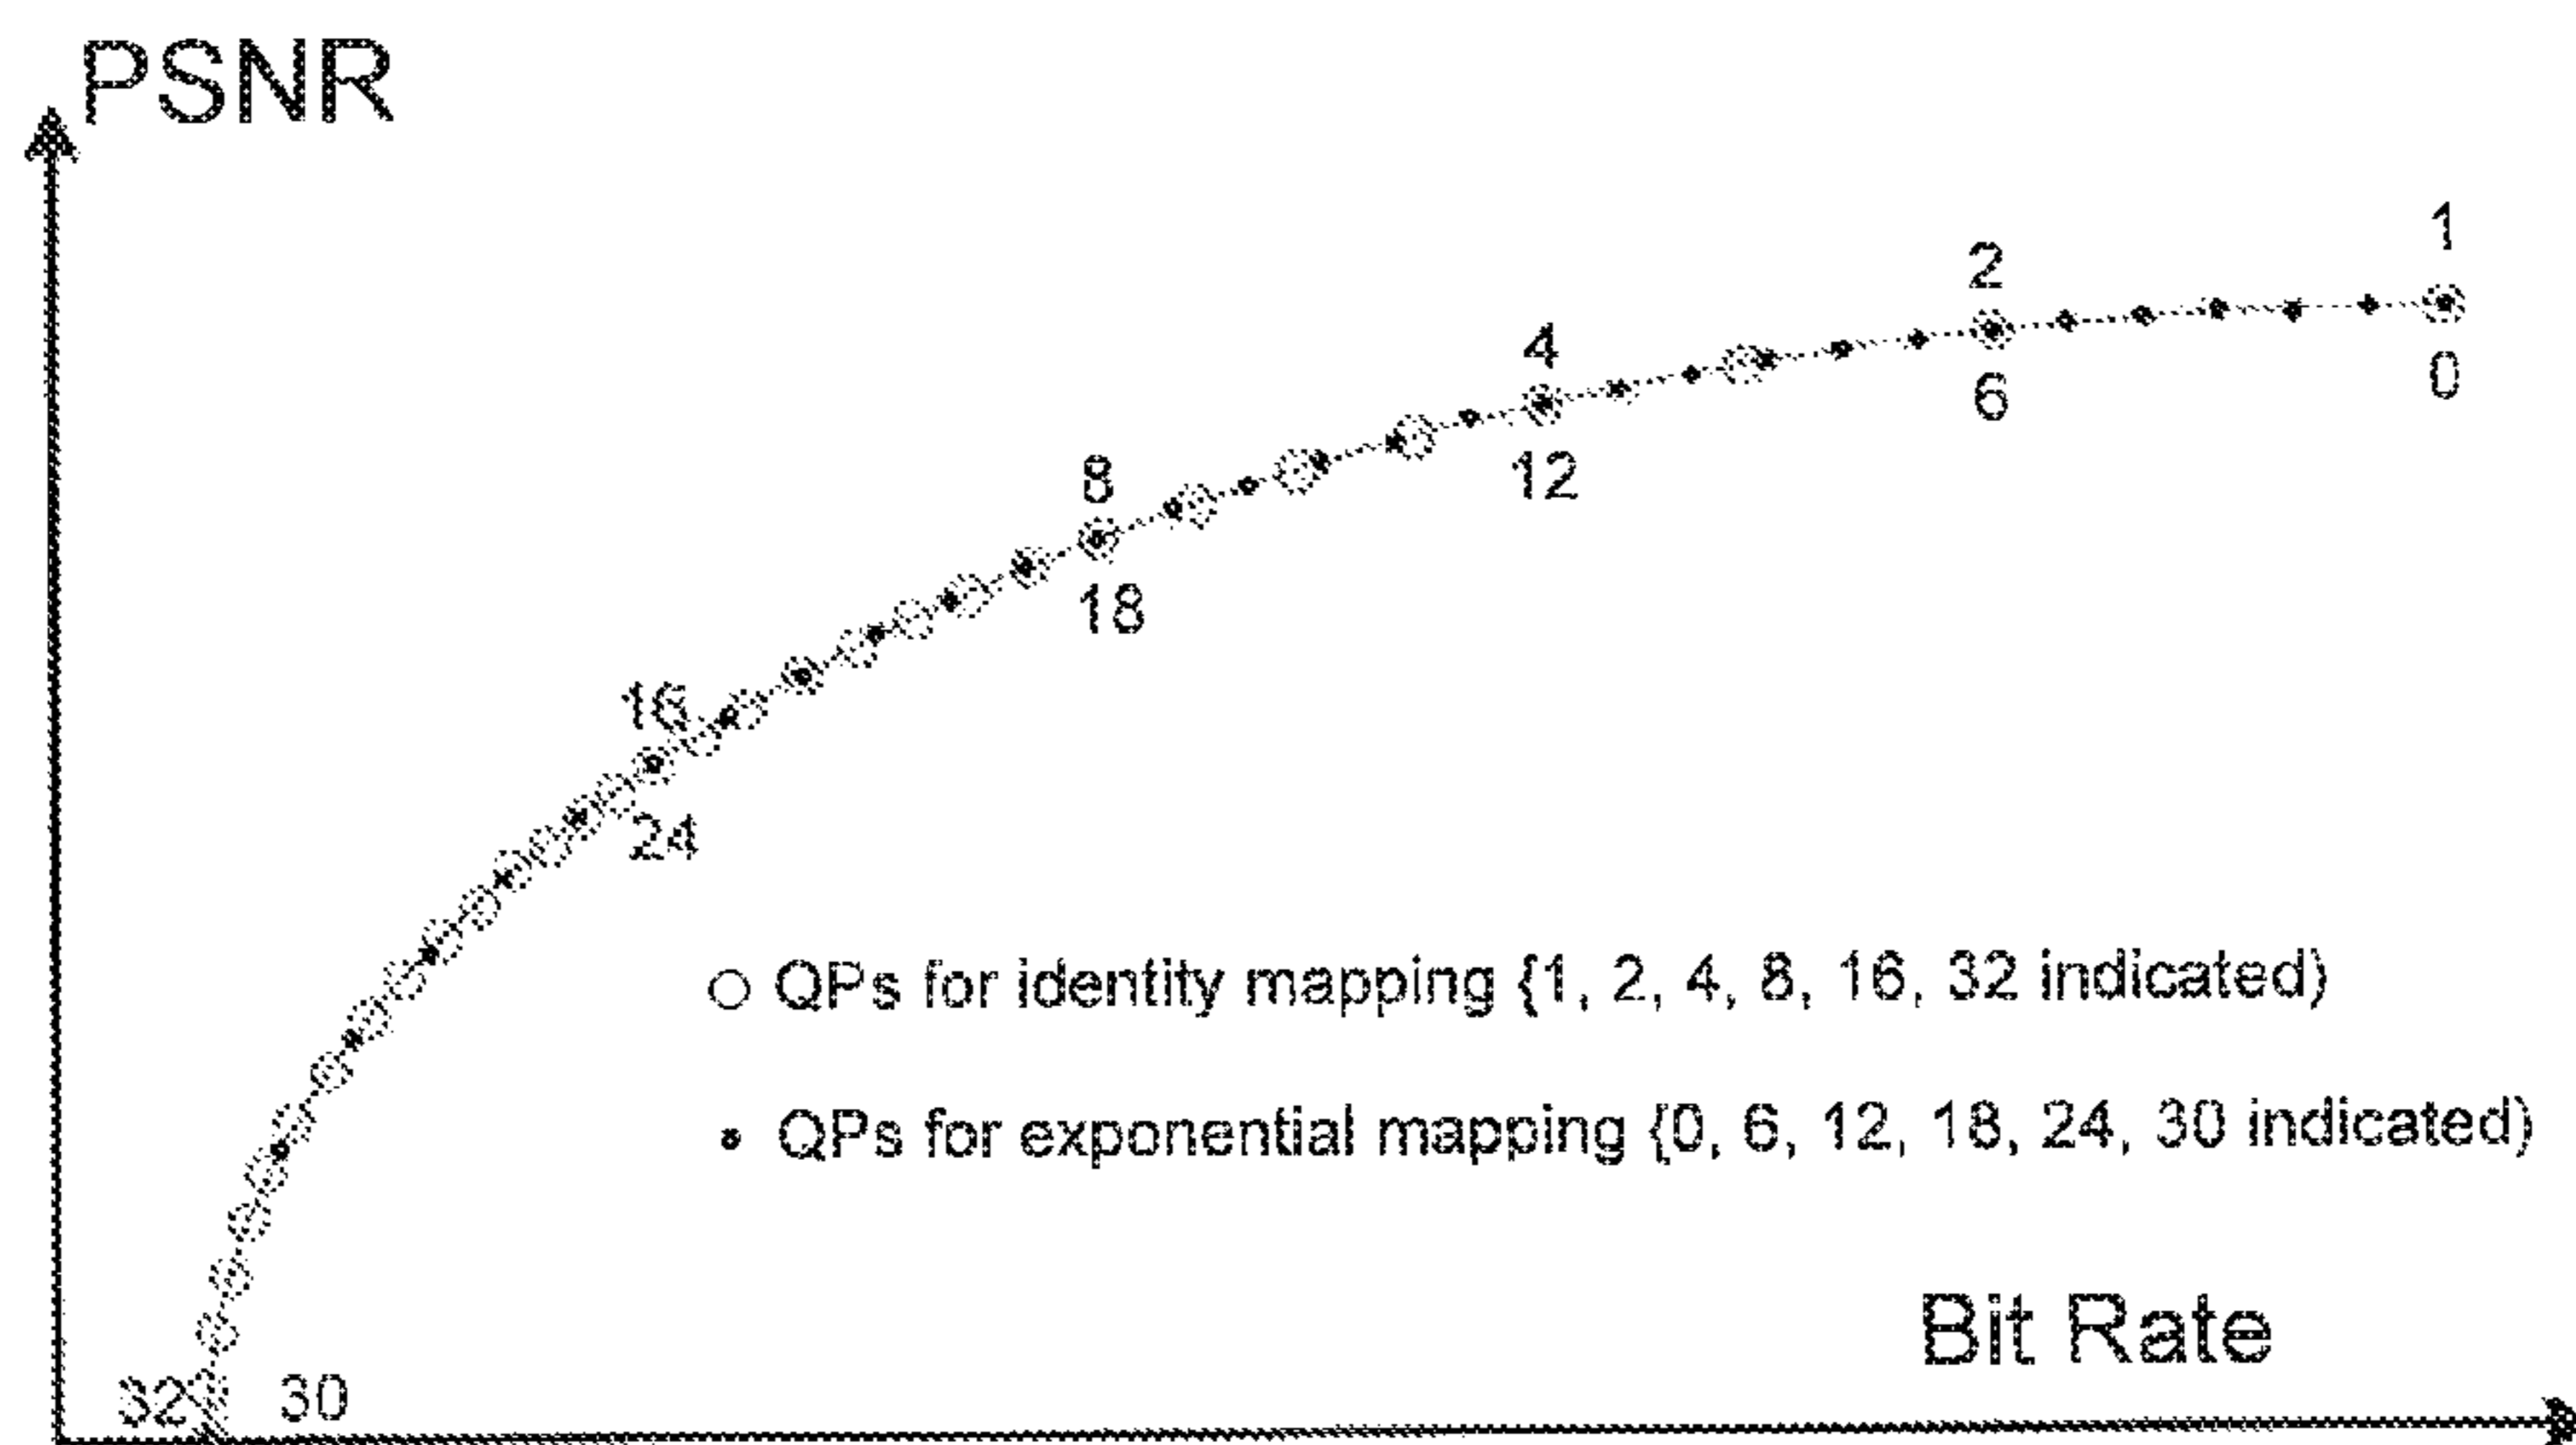 PSNR
1
2
4
0
6
8
12
18
16
24
QPs for identity mapping {1, 2, 4, 8, 16, 32 indicated)
QPs for exponential mapping {0, 6, 12, 18, 24, 30 indicated)
Bit Rate
32 30